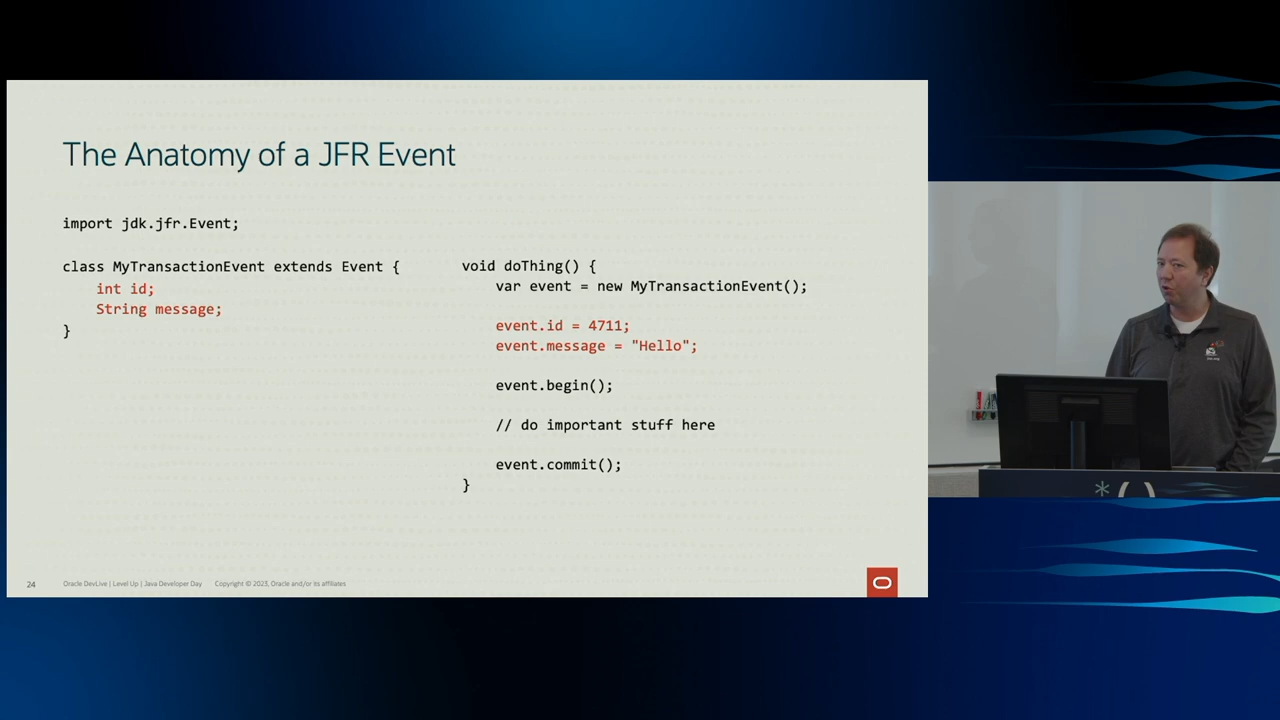 The Anatomy of a JFR Event
import jdk.jfr.Event;
class MyTransactionEvent extends Event {
int id;
String message;
}
void doThing() {
var event = new MyTransactionEvent();
event.id = 4711;
event.message = "Hello";
event.begin();
// do important stuff here
event.commit();
}
24
Oracle DevLive | Level Up | Java Developer Day
Copyright © 2023, Oracle and/or its affiliates
*()